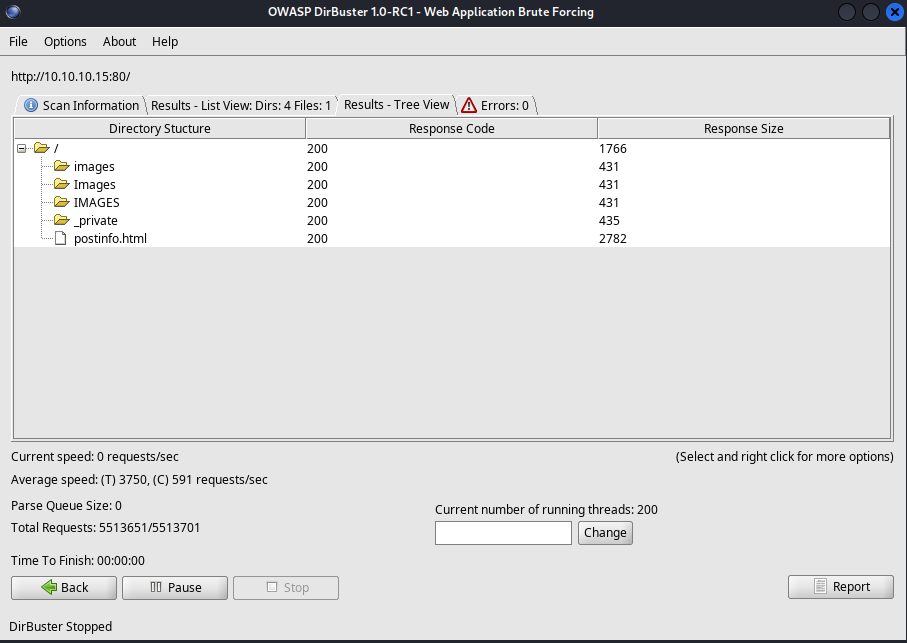 OWASP DirBuster 1.0-RC1 - Web Application Brute Forcing
File Options About Help
http://10.10.10.15:80/
Scan Information Results - List View: Dirs: 4 Files: 1 Results - Tree View Errors: 0
Directory Stucture Response Code Response Size
/ 200 1766
images 200 431
Images 200 431
IMAGES 200 431
_private 200 435
postinfo.html 200 2782
Current speed: 0 requests/sec (Select and right click for more options)
Average speed: (T) 3750, (C) 591 requests/sec
Parse Queue Size: 0 Current number of running threads: 200
Total Requests: 5513651/5513701 Change
Time To Finish: 00:00:00
Back Pause Stop Report
DirBuster Stopped